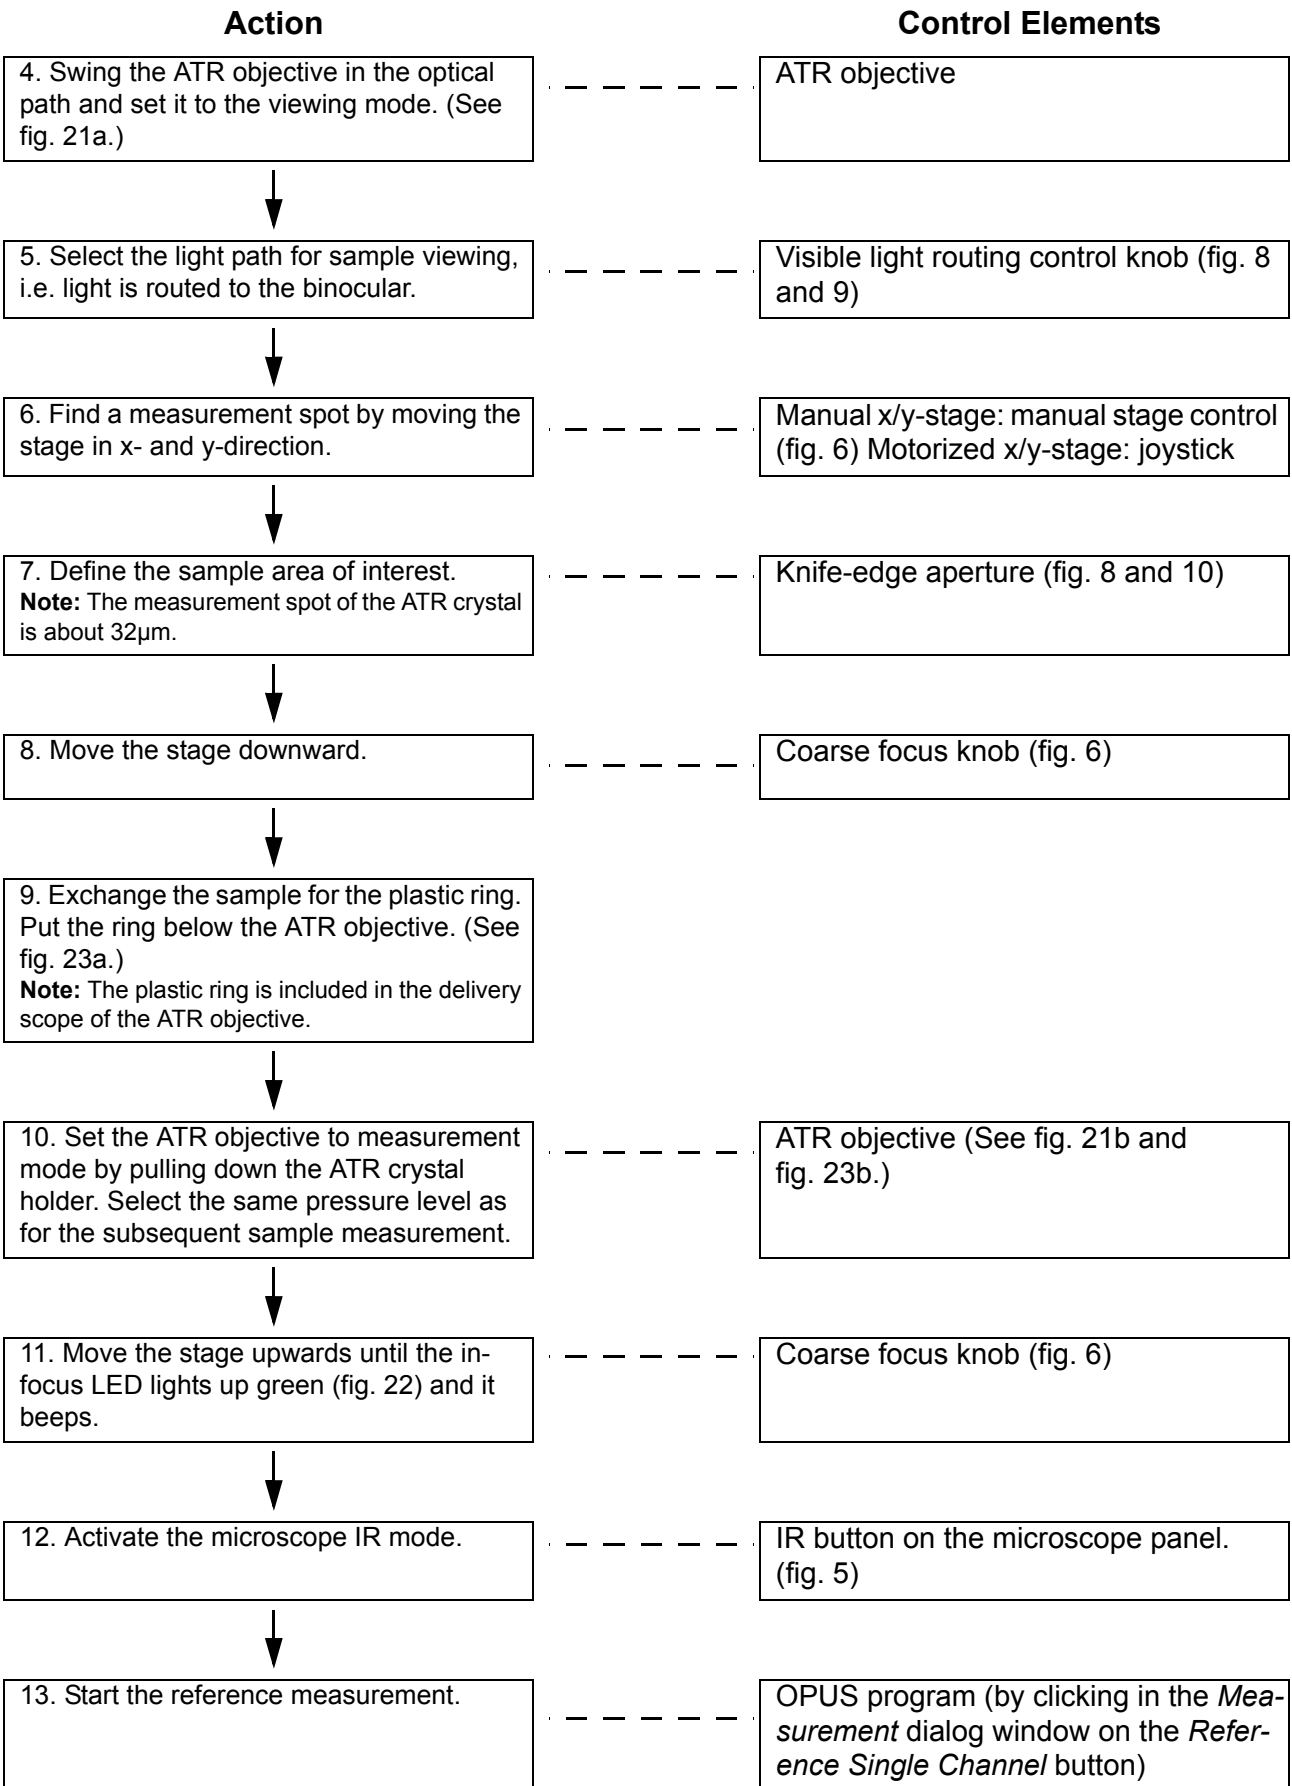 Action
Control Elements
4. Swing the ATR objective in the optical
path and set it to the viewing mode. (See
fig. 21a.)
ATR objective
5. Select the light path for sample viewing,
i.e. light is routed to the binocular.
Visible light routing control knob (fig. 8
and 9)
6. Find a measurement spot by moving the
stage in x- and y-direction.
Manual x/y-stage: manual stage control
(fig. 6) Motorized x/y-stage: joystick
7. Define the sample area of interest.
Note: The measurement spot of the ATR crystal
is about 32µm.
Knife-edge aperture (fig. 8 and 10)
8. Move the stage downward.
Coarse focus knob (fig. 6)
9. Exchange the sample for the plastic ring.
Put the ring below the ATR objective. (See
fig. 23a.)
Note: The plastic ring is included in the delivery
scope of the ATR objective.
10. Set the ATR objective to measurement
mode by pulling down the ATR crystal
holder. Select the same pressure level as
for the subsequent sample measurement.
ATR objective (See fig. 21b and
fig. 23b.)
11. Move the stage upwards until the in-
focus LED lights up green (fig. 22) and it
beeps.
Coarse focus knob (fig. 6)
12. Activate the microscope IR mode.
IR button on the microscope panel.
(fig. 5)
13. Start the reference measurement.
OPUS program (by clicking in the Mea-
surement dialog window on the Refer-
ence Single Channel button)